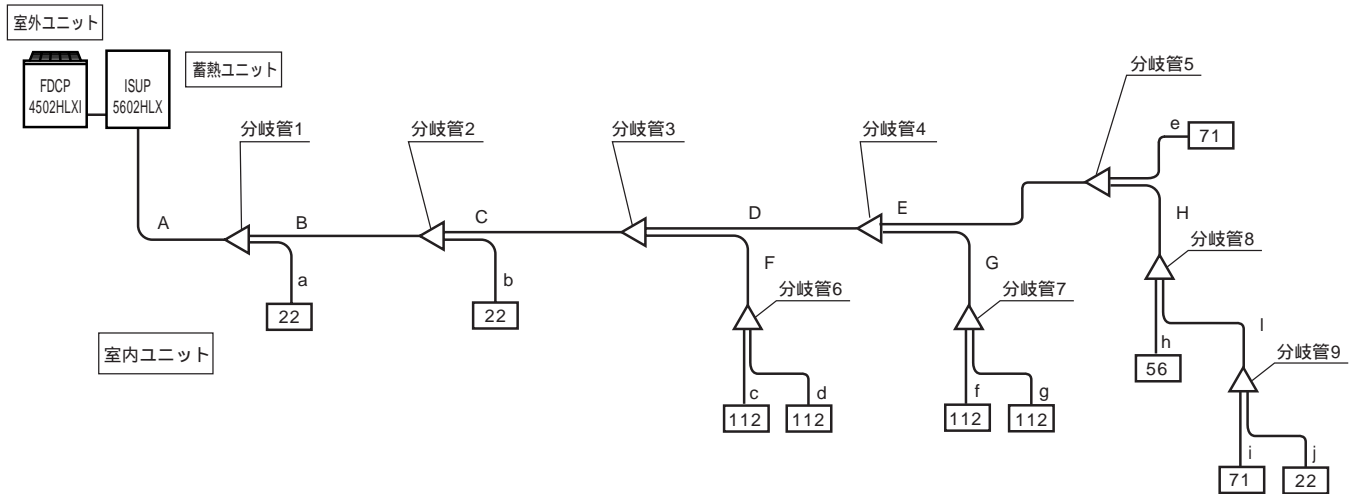 室外ユニット
FDCP
4502HLXI
ISUP
5602HLX
蓄熱ユニット
分岐管1
分岐管2
分岐管3
分岐管4
分岐管5
A
B
C
D
E
F
G
H
I
a
22
b
22
分岐管6
c
112
d
112
分岐管7
f
112
g
112
e
71
分岐管8
h
56
分岐管9
i
71
j
22
室内ユニット